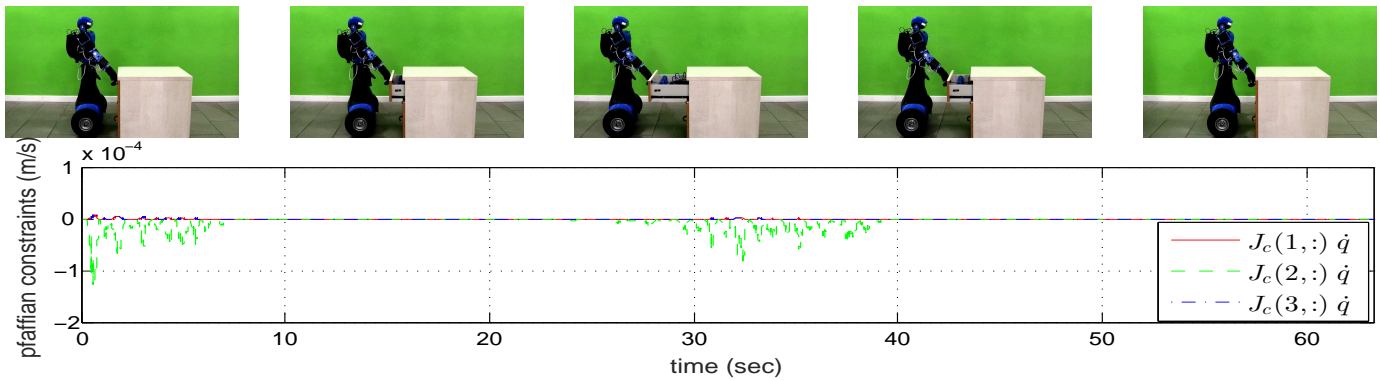 x 10⁻⁴
pfaffian constraints (m/s)
1
0
−1
−2
0 10 20 30 40 50 60
time (sec)
J_c(1,:) q̇
J_c(2,:) q̇
J_c(3,:) q̇